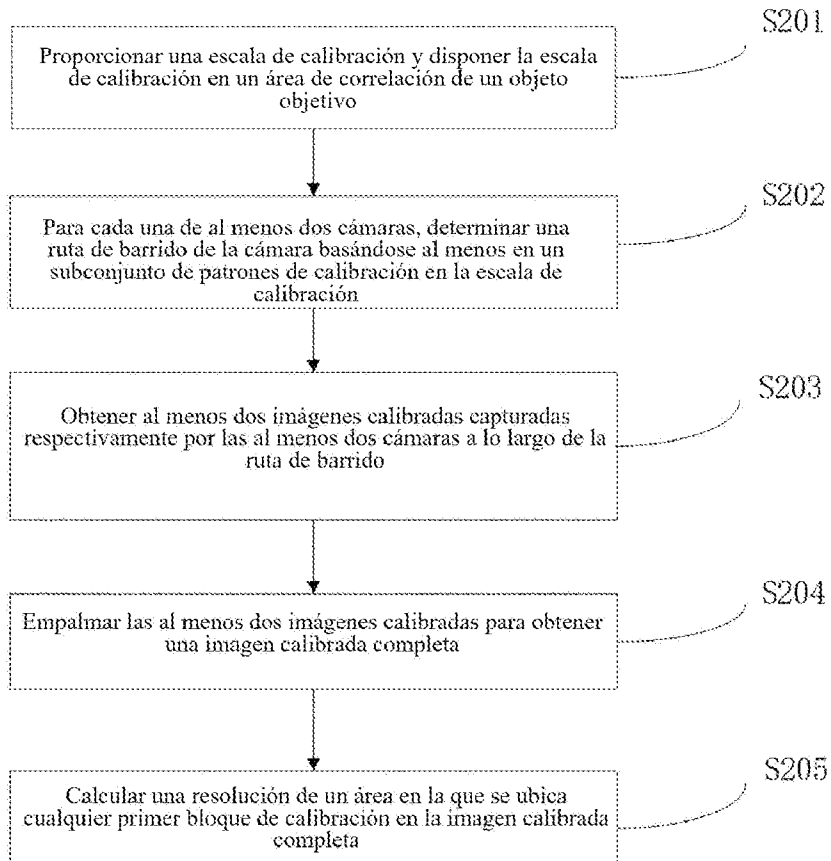 S201
Proporcionar una escala de calibración y disponer la escala
de calibración en un área de correlación de un objeto
objetivo
S202
Para cada una de al menos dos cámaras, determinar una
ruta de barrido de la cámara basándose al menos en un
subconjunto de patrones de calibración en la escala de
calibración
S203
Obtener al menos dos imágenes calibradas capturadas
respectivamente por las al menos dos cámaras a lo largo de la
ruta de barrido
S204
Empalmar las al menos dos imágenes calibradas para obtener
una imagen calibrada completa
S205
Calcular una resolución de un área en la que se ubica
cualquier primer bloque de calibración en la imagen calibrada
completa